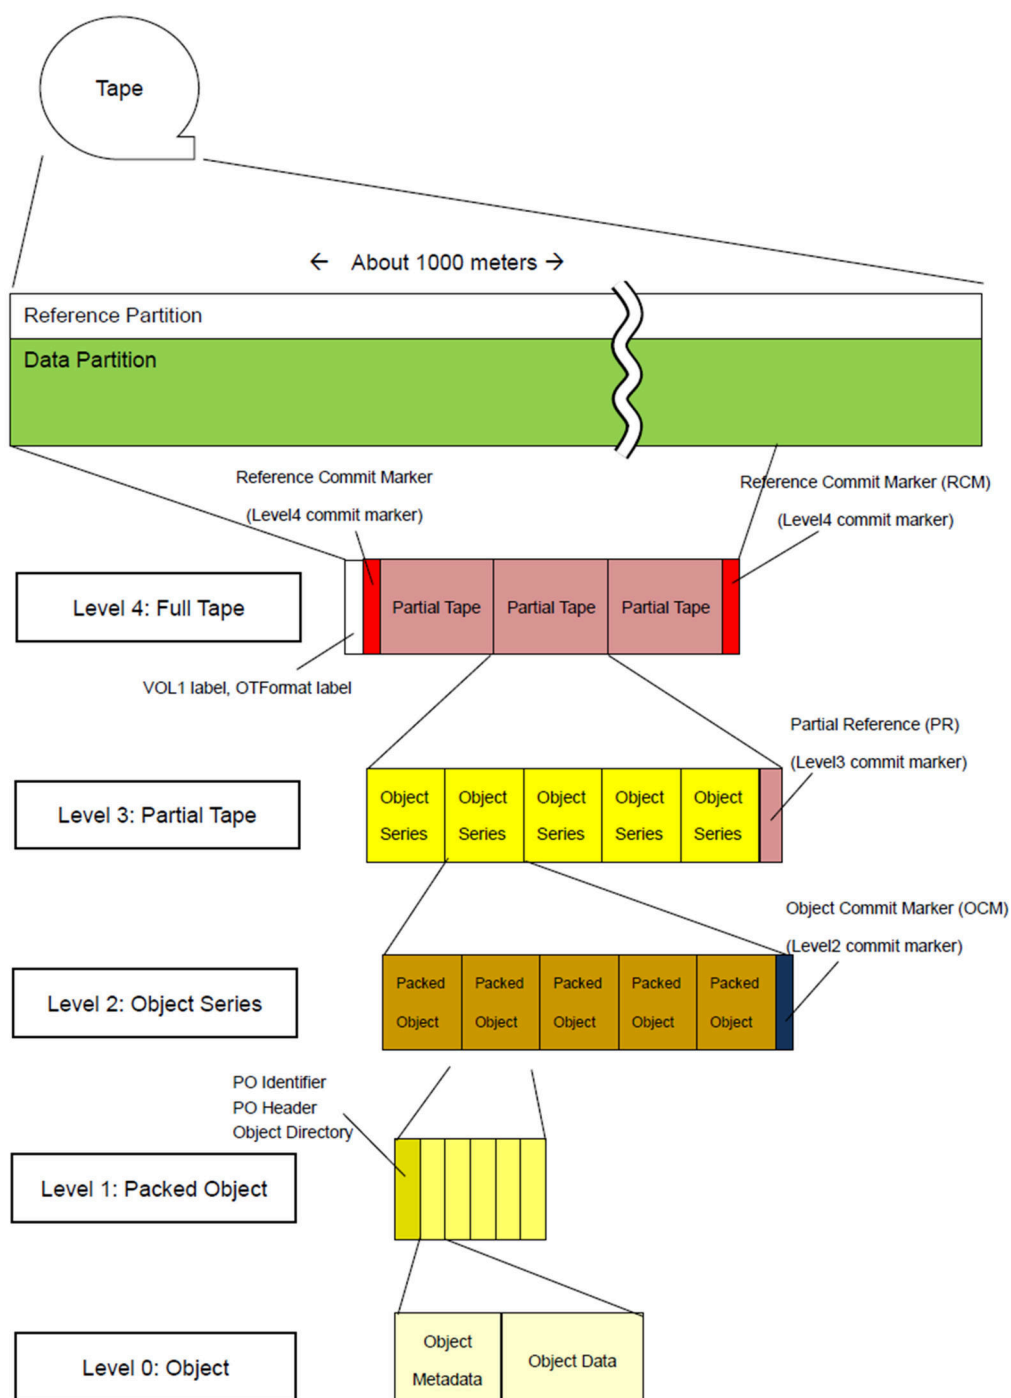 Tape
← About 1000 meters →
Reference Partition
Data Partition
Reference Commit Marker
(Level4 commit marker)
Reference Commit Marker (RCM)
(Level4 commit marker)
Level 4: Full Tape
Partial Tape
Partial Tape
Partial Tape
VOL1 label, OTFormat label
Partial Reference (PR)
(Level3 commit marker)
Level 3: Partial Tape
Object
Series
Object
Series
Object
Series
Object
Series
Object
Series
Object Commit Marker (OCM)
(Level2 commit marker)
Level 2: Object Series
Packed
Object
Packed
Object
Packed
Object
Packed
Object
Packed
Object
PO Identifier
PO Header
Object Directory
Level 1: Packed Object
Level 0: Object
Object
Metadata
Object Data